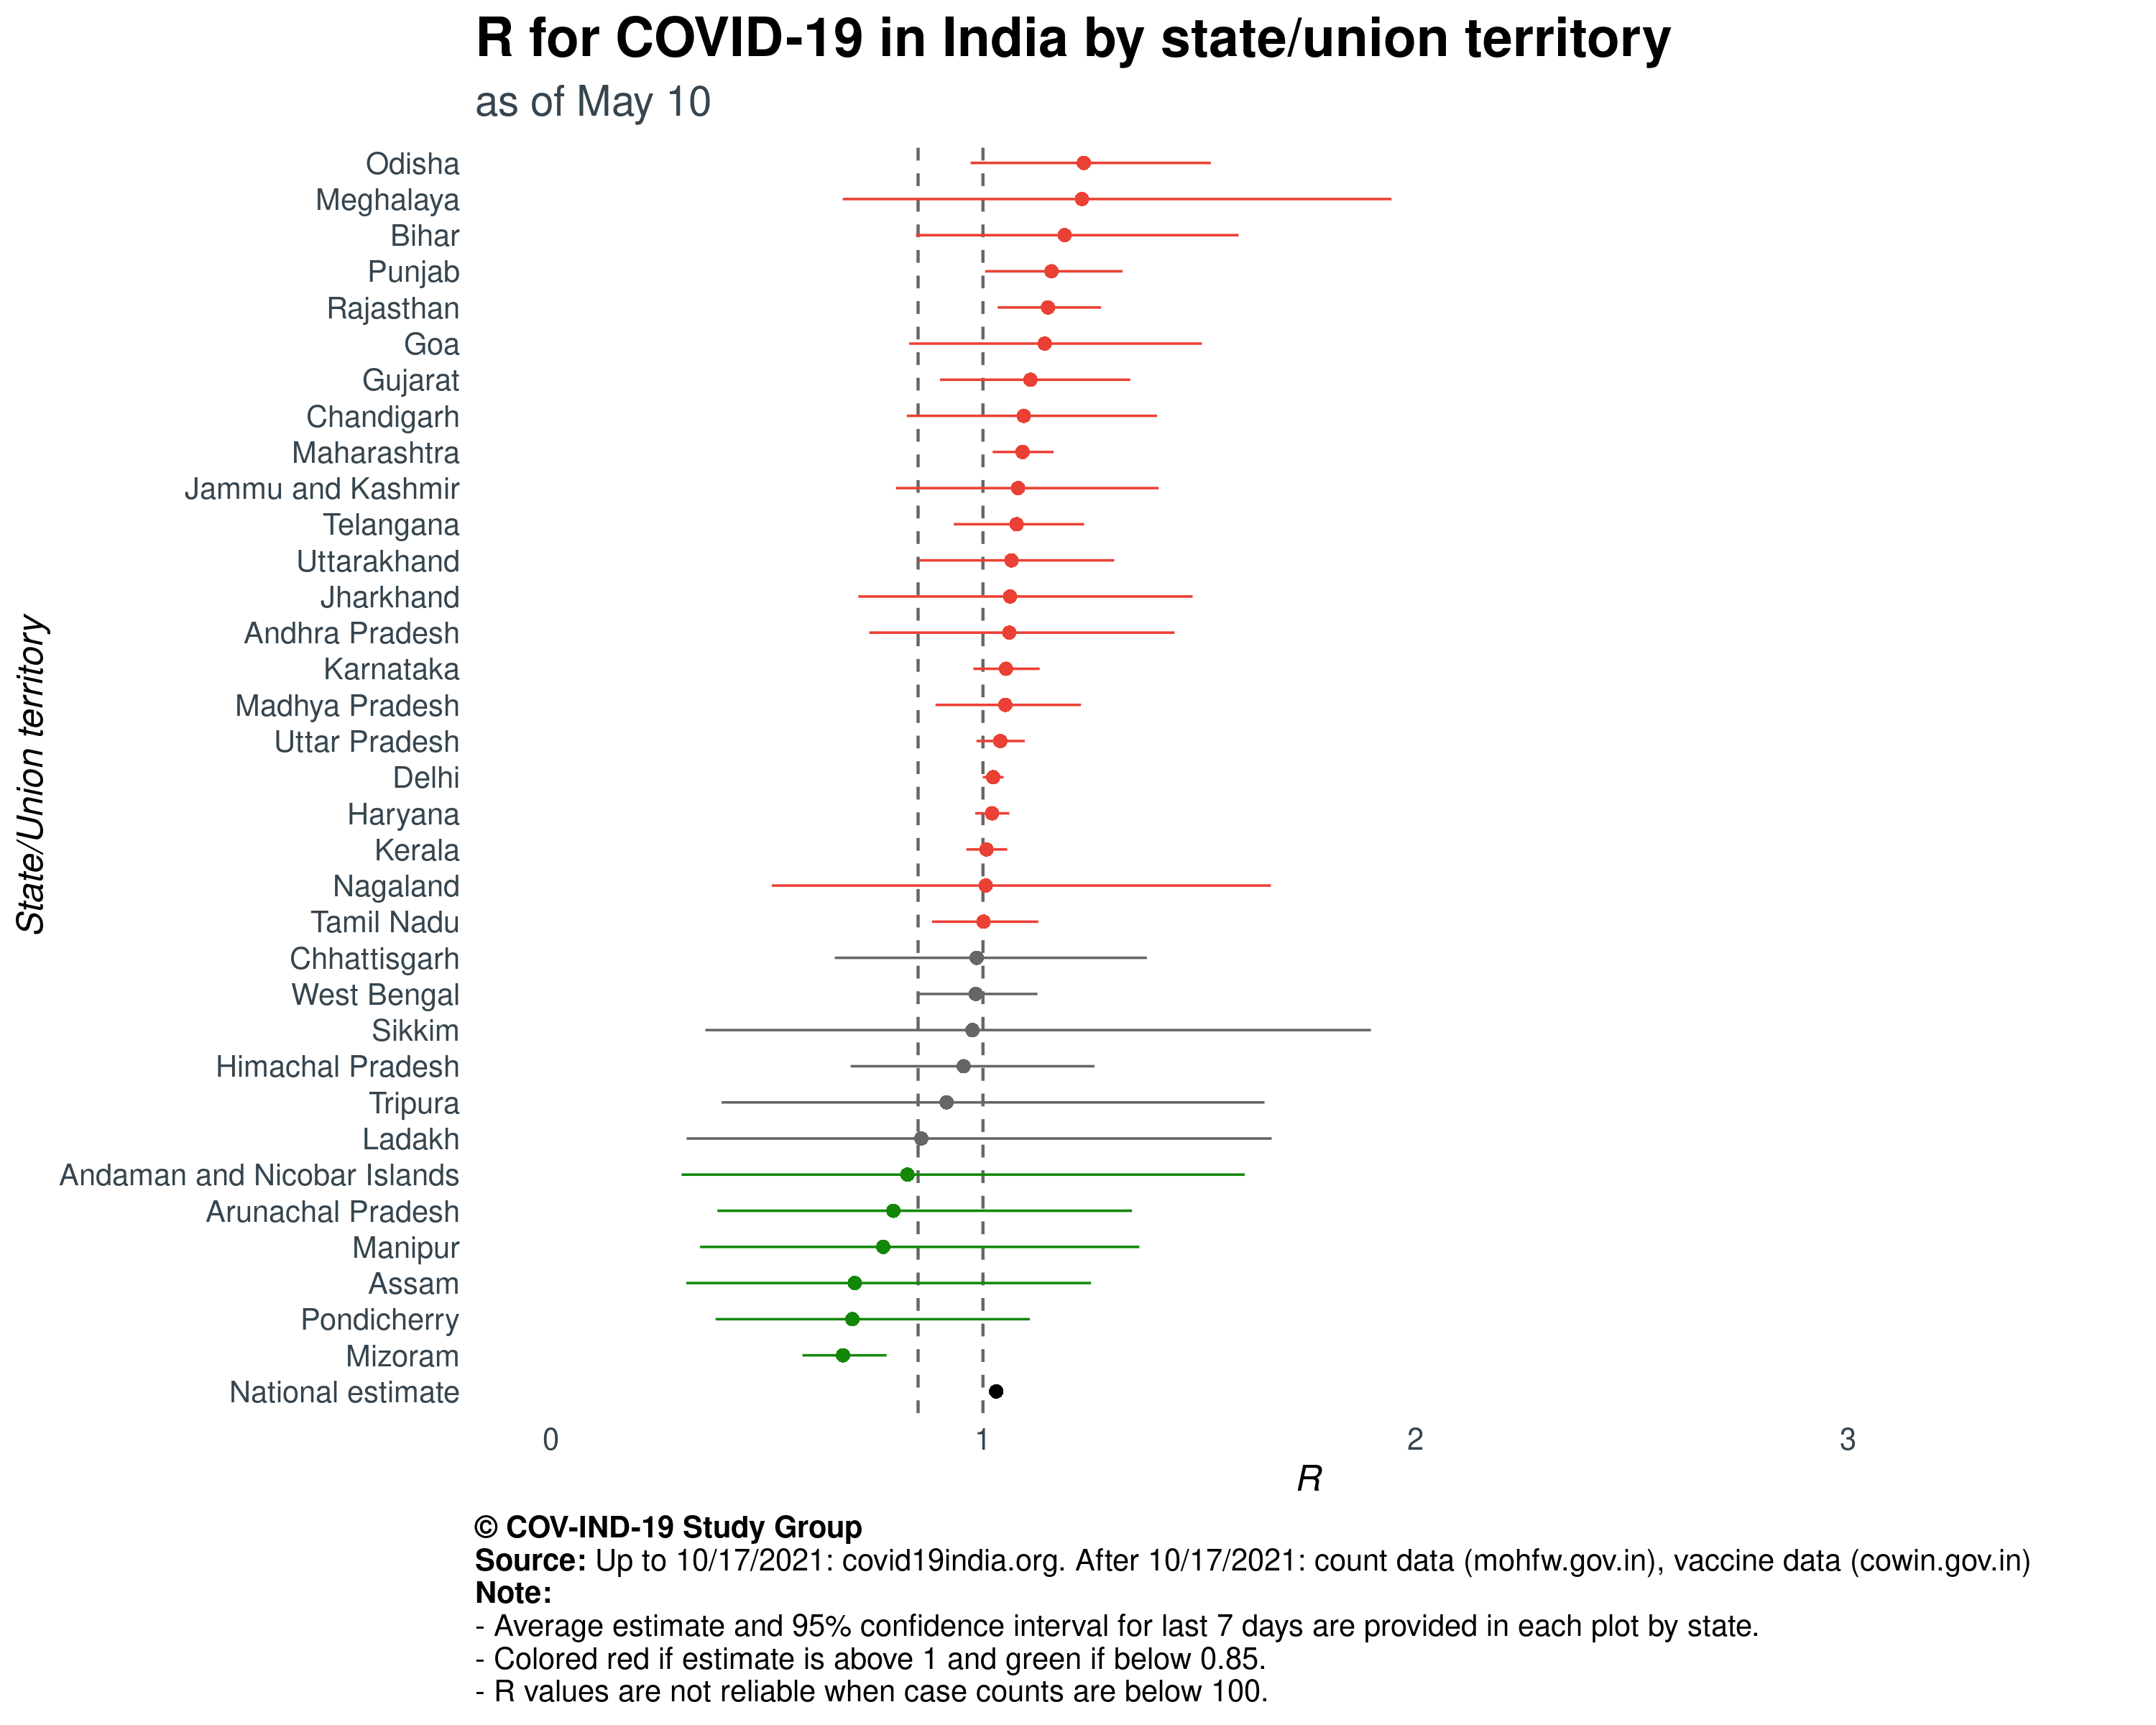 R for COVID-19 in India by state/union territory
as of May 10
State/Union territory
Odisha
Meghalaya
Bihar
Punjab
Rajasthan
Goa
Gujarat
Chandigarh
Maharashtra
Jammu and Kashmir
Telangana
Uttarakhand
Jharkhand
Andhra Pradesh
Karnataka
Madhya Pradesh
Uttar Pradesh
Delhi
Haryana
Kerala
Nagaland
Tamil Nadu
Chhattisgarh
West Bengal
Sikkim
Himachal Pradesh
Tripura
Ladakh
Andaman and Nicobar Islands
Arunachal Pradesh
Manipur
Assam
Pondicherry
Mizoram
National estimate
0 1 2 3
R
© COV-IND-19 Study Group
Source: Up to 10/17/2021: covid19india.org. After 10/17/2021: count data (mohfw.gov.in), vaccine data (cowin.gov.in)
Note:
- Average estimate and 95% confidence interval for last 7 days are provided in each plot by state.
- Colored red if estimate is above 1 and green if below 0.85.
- R values are not reliable when case counts are below 100.